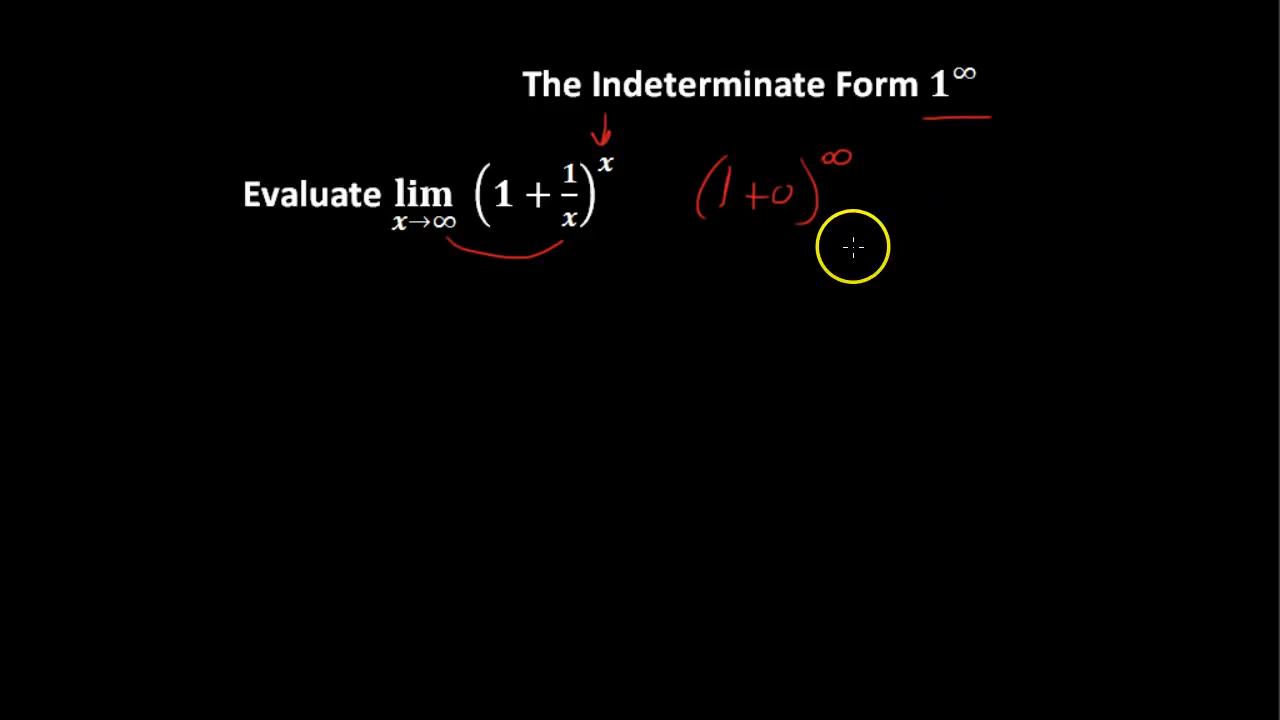 The Indeterminate Form 1^∞
Evaluate lim_{x→∞} (1 + 1/x)^x (1+0)^∞